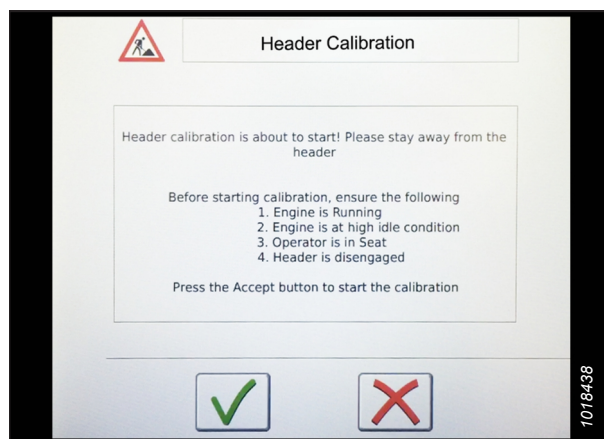 Header Calibration
Header calibration is about to start! Please stay away from the
header
Before starting calibration, ensure the following
1. Engine is Running
2. Engine is at high idle condition
3. Operator is in Seat
4. Header is disengaged
Press the Accept button to start the calibration
1018438